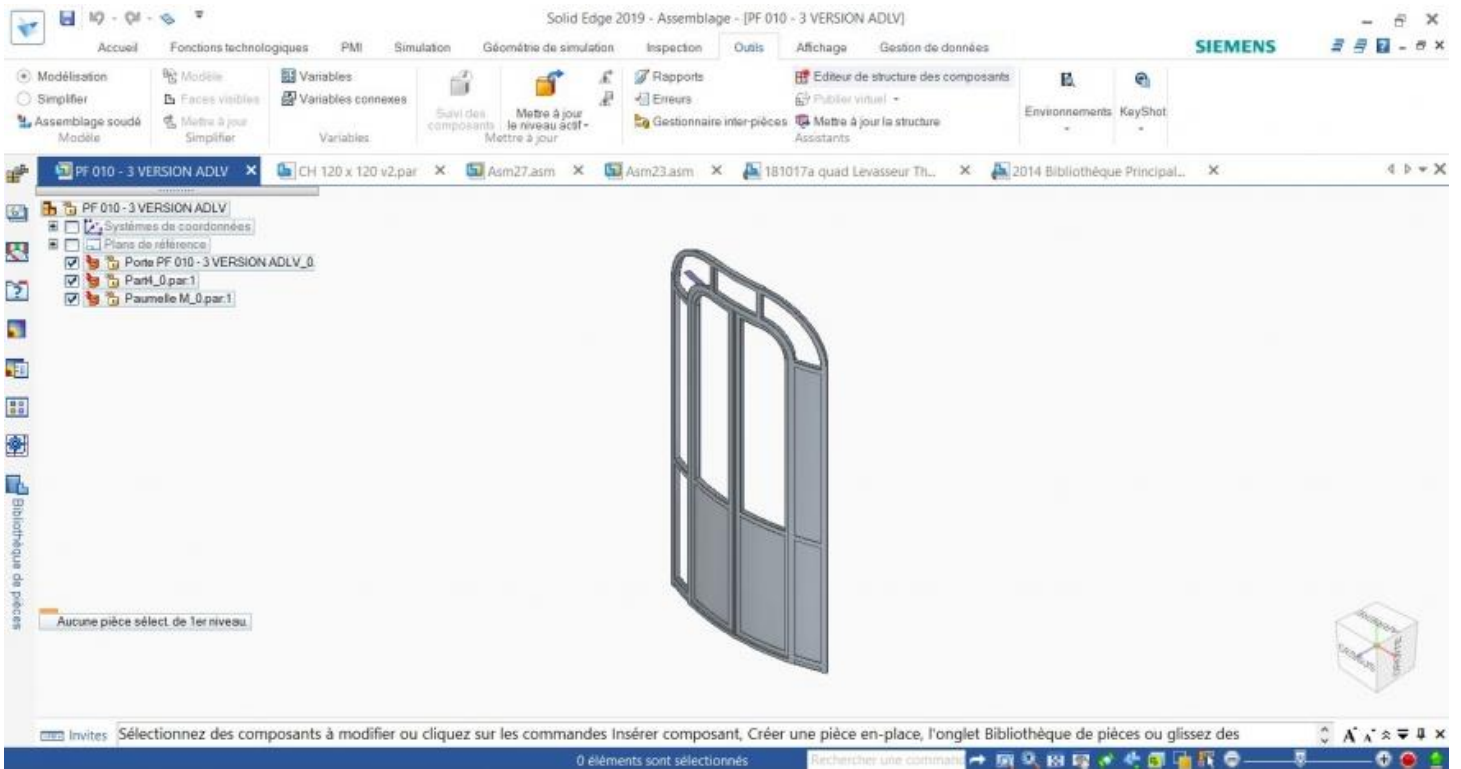 Solid Edge 2019 - Assemblage - [PF 010 - 3 VERSION ADLV]
Accueil Fonctions technologiques PMI Simulation Géométrie de simulation Inspection Outils Affichage Gestion de données SIEMENS
Modélisation Modèle Variables Rapports Editeur de structure des composants
Simplifier Faces visibles Variables connexes Erreurs Publier virtuel
Assemblage soudé Mettre à jour Suivi des composants Mettre à jour le niveau actif Gestionnaire inter-pièces Mettre à jour la structure Environnements KeyShot
Modèle Simplifier Variables Mettre à jour Assistants
PF 010 - 3 VERSION ADLV CH 120 x 120 v2.par Asm27.asm Asm23.asm 181017a quad Levasseur Th... 2014 Bibliothèque Principal...
PF 010 - 3 VERSION ADLV
Systèmes de coordonnées
Plans de référence
Porte PF 010 - 3 VERSION ADLV_0
Part4_0.par:1
Paumelle M_0.par:1
Bibliothèque de pièces
Aucune pièce sélect. de 1er niveau.
Invites Sélectionnez des composants à modifier ou cliquez sur les commandes Insérer composant, Créer une pièce en-place, l'onglet Bibliothèque de pièces ou glissez des
0 éléments sont sélectionnés Rechercher une command